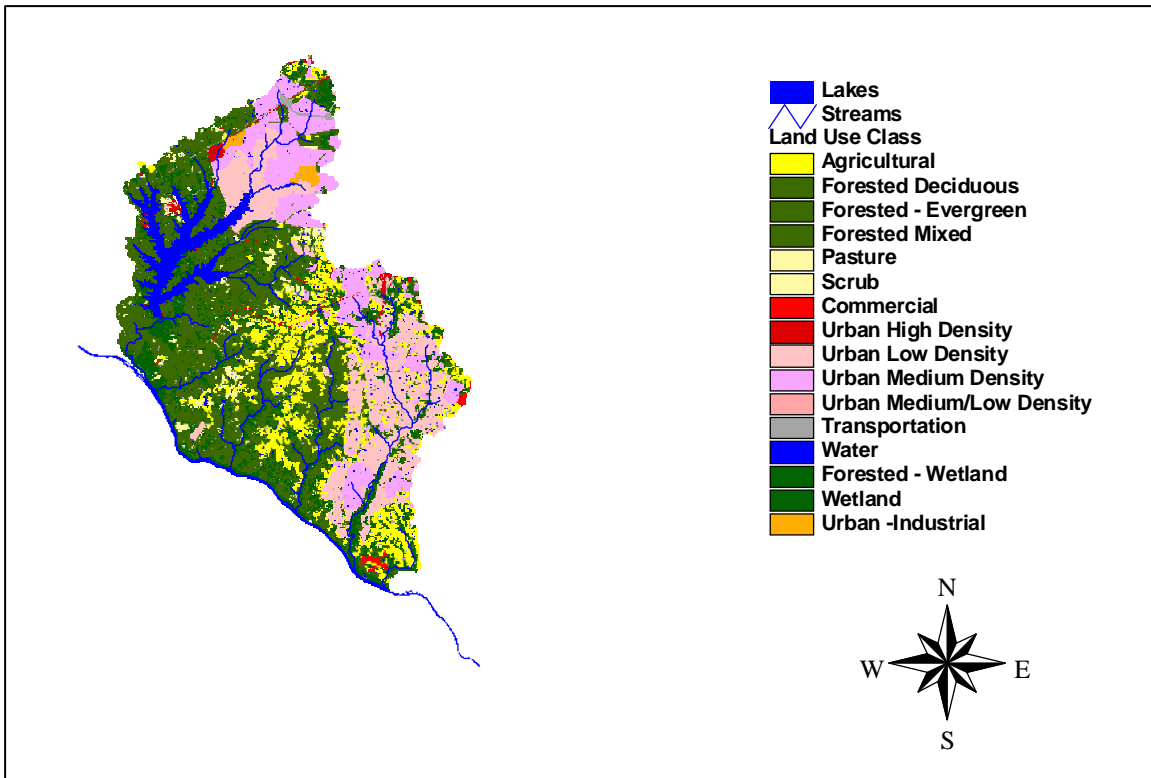 Lakes
Streams
Land Use Class
Agricultural
Forested Deciduous
Forested - Evergreen
Forested Mixed
Pasture
Scrub
Commercial
Urban High Density
Urban Low Density
Urban Medium Density
Urban Medium/Low Density
Transportation
Water
Forested - Wetland
Wetland
Urban -Industrial
N
W E
S